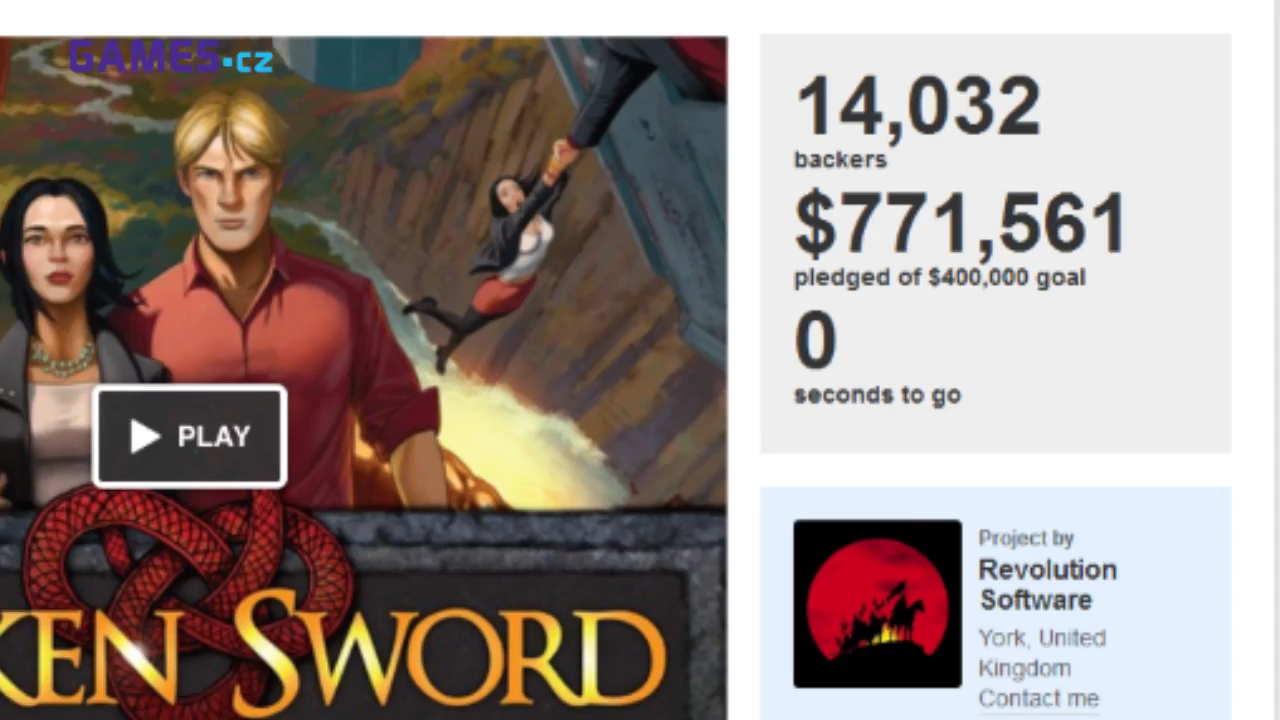 GAMES.cz
14,032
backers
$771,561
pledged of $400,000 goal
0
seconds to go
PLAY
Project by
Revolution
Software
York, United
Kingdom
Contact me
KEN SWORD